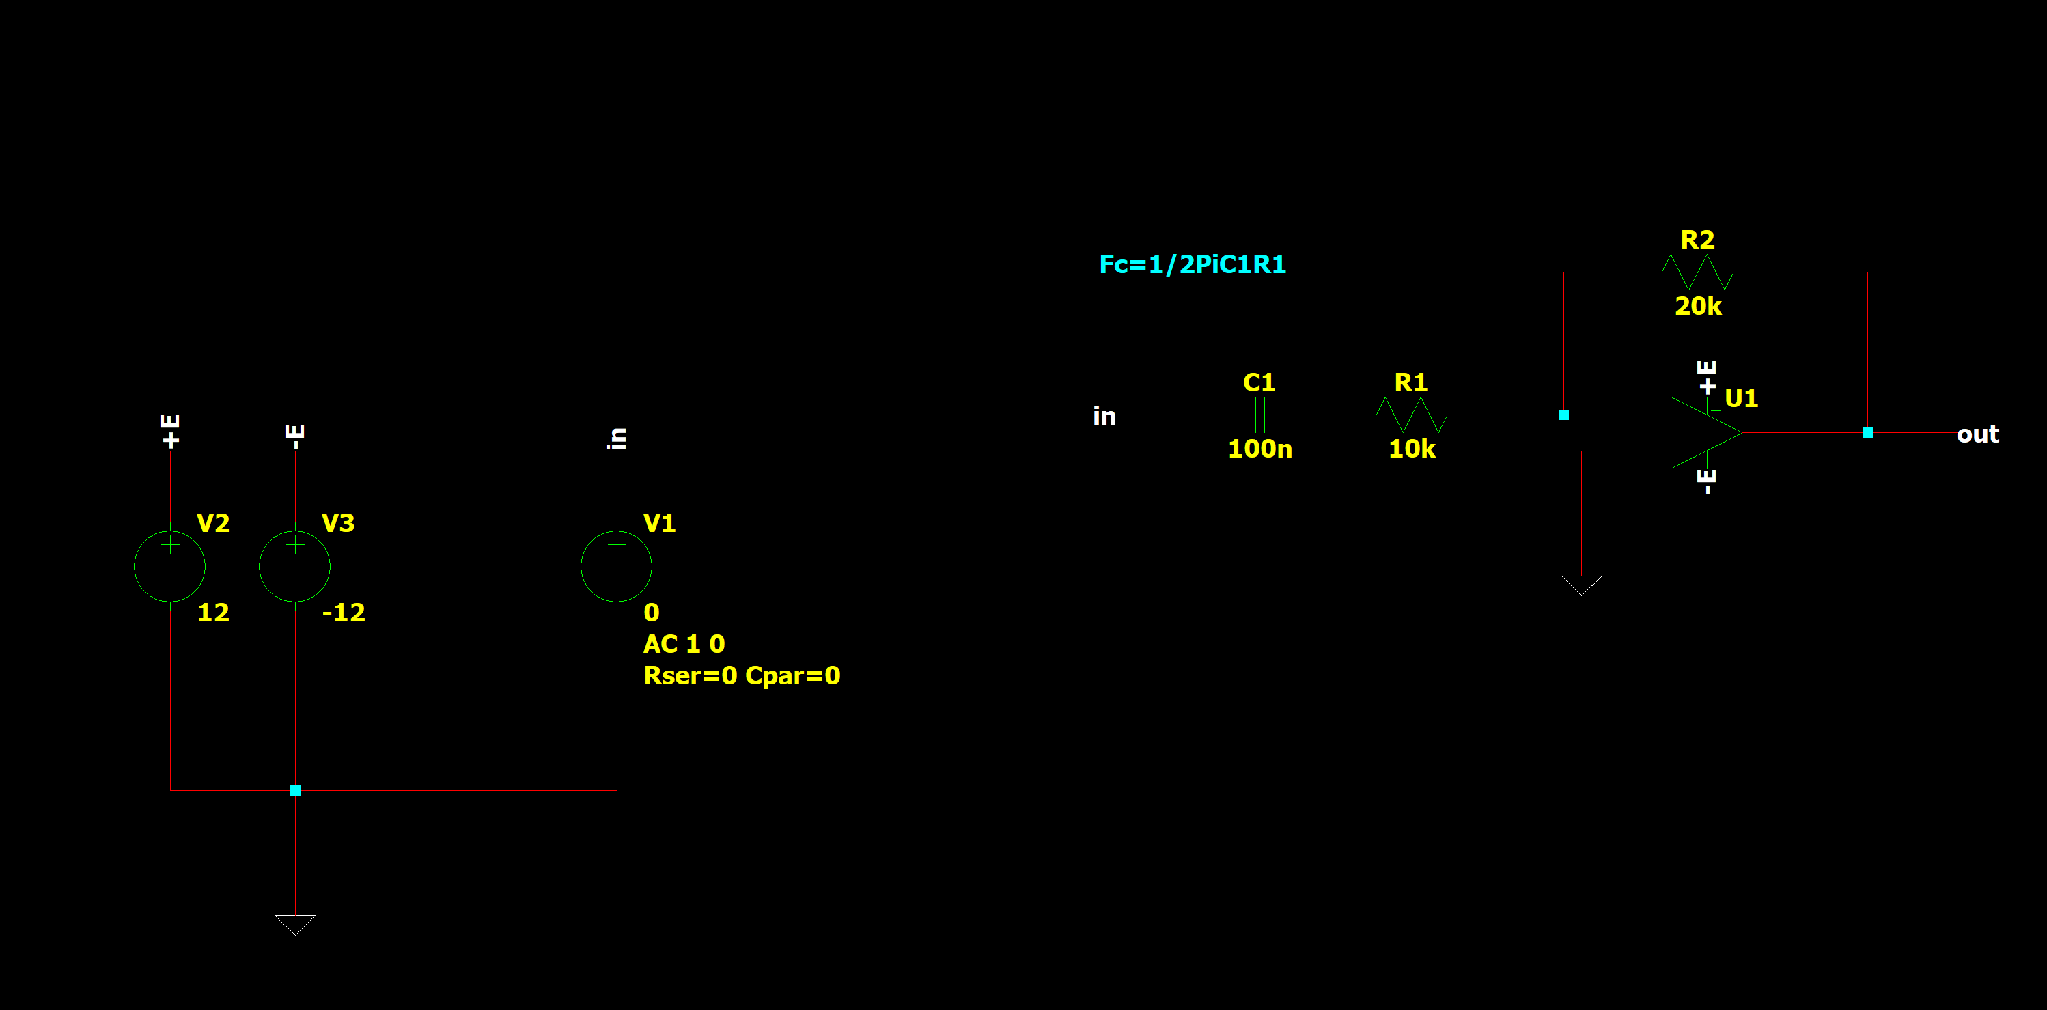 R2
Fc=1/2PiC1R1
20k
C1
R1
+E
U1
in
+E
-E
in
out
100n
10k
-E
V2
V3
V1
12
-12
0
AC 1 0
Rser=0 Cpar=0